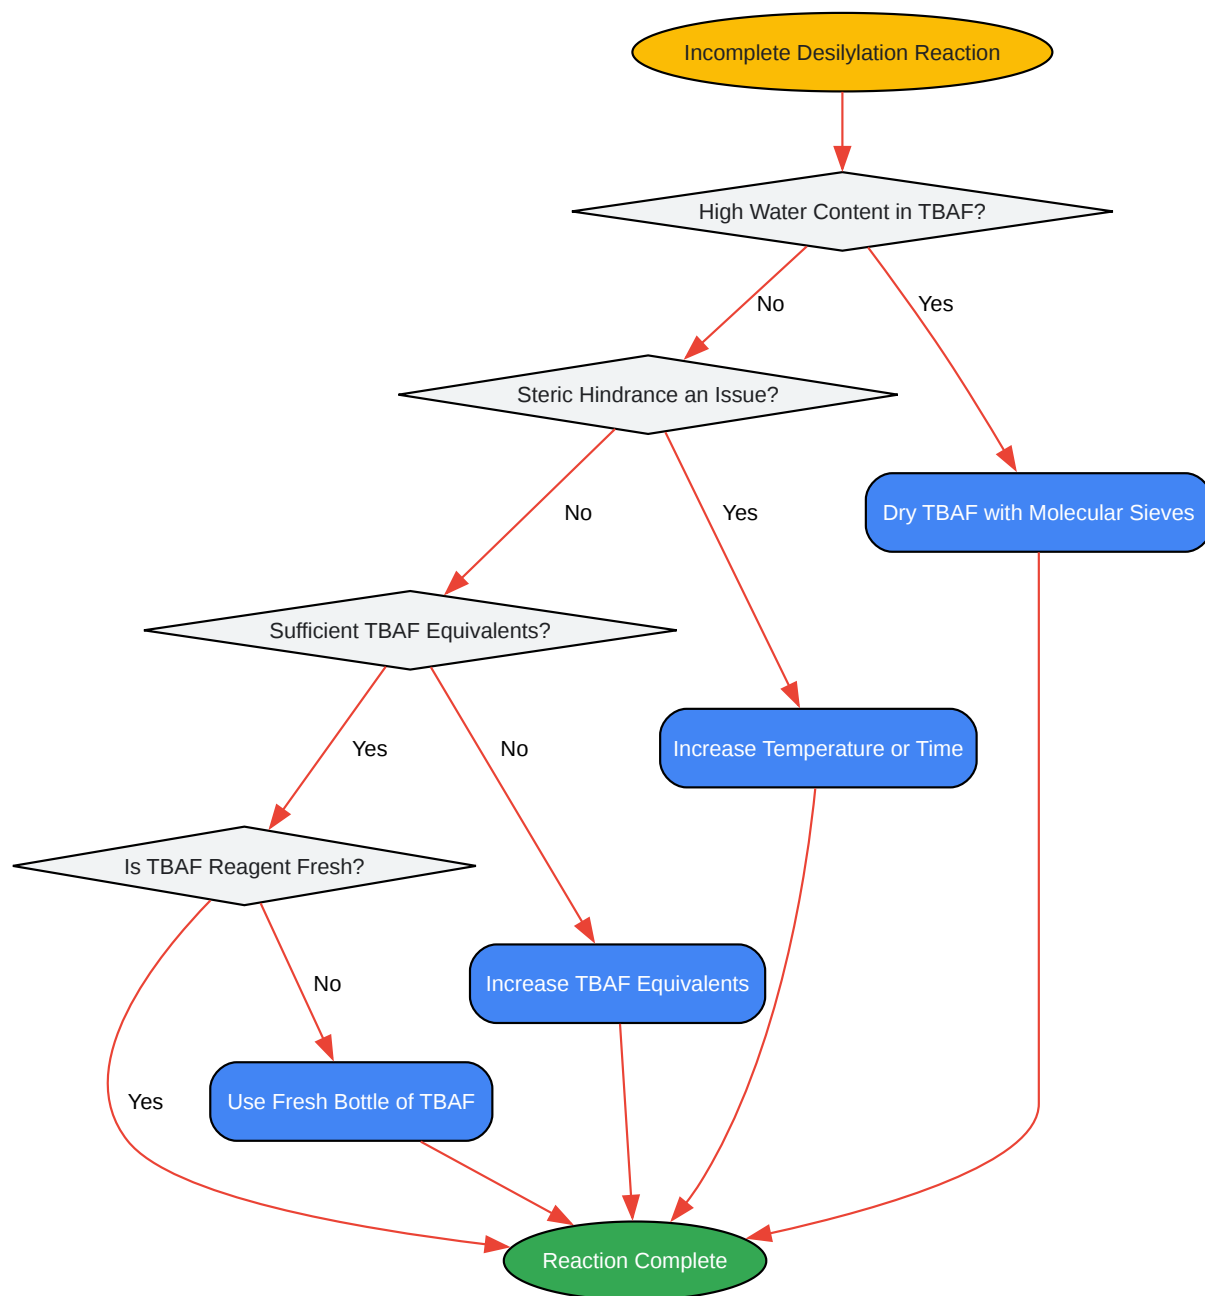 Incomplete Desilylation Reaction
High Water Content in TBAF?
No
Yes
Steric Hindrance an Issue?
Dry TBAF with Molecular Sieves
No
Yes
Sufficient TBAF Equivalents?
Yes
No
Increase Temperature or Time
Is TBAF Reagent Fresh?
No
Increase TBAF Equivalents
Yes
Use Fresh Bottle of TBAF
Reaction Complete